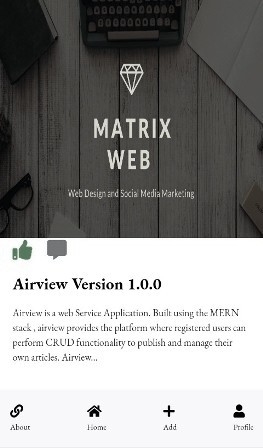 MATRIX
WEB
Web Design and Social Media Marketing
Airview Version 1.0.0
Airview is a web Service Application. Built using the MERN
stack , airview provides the platform where registered users can
perform CRUD functionality to publish and manage their
own articles. Airview...
About Home Add Profile